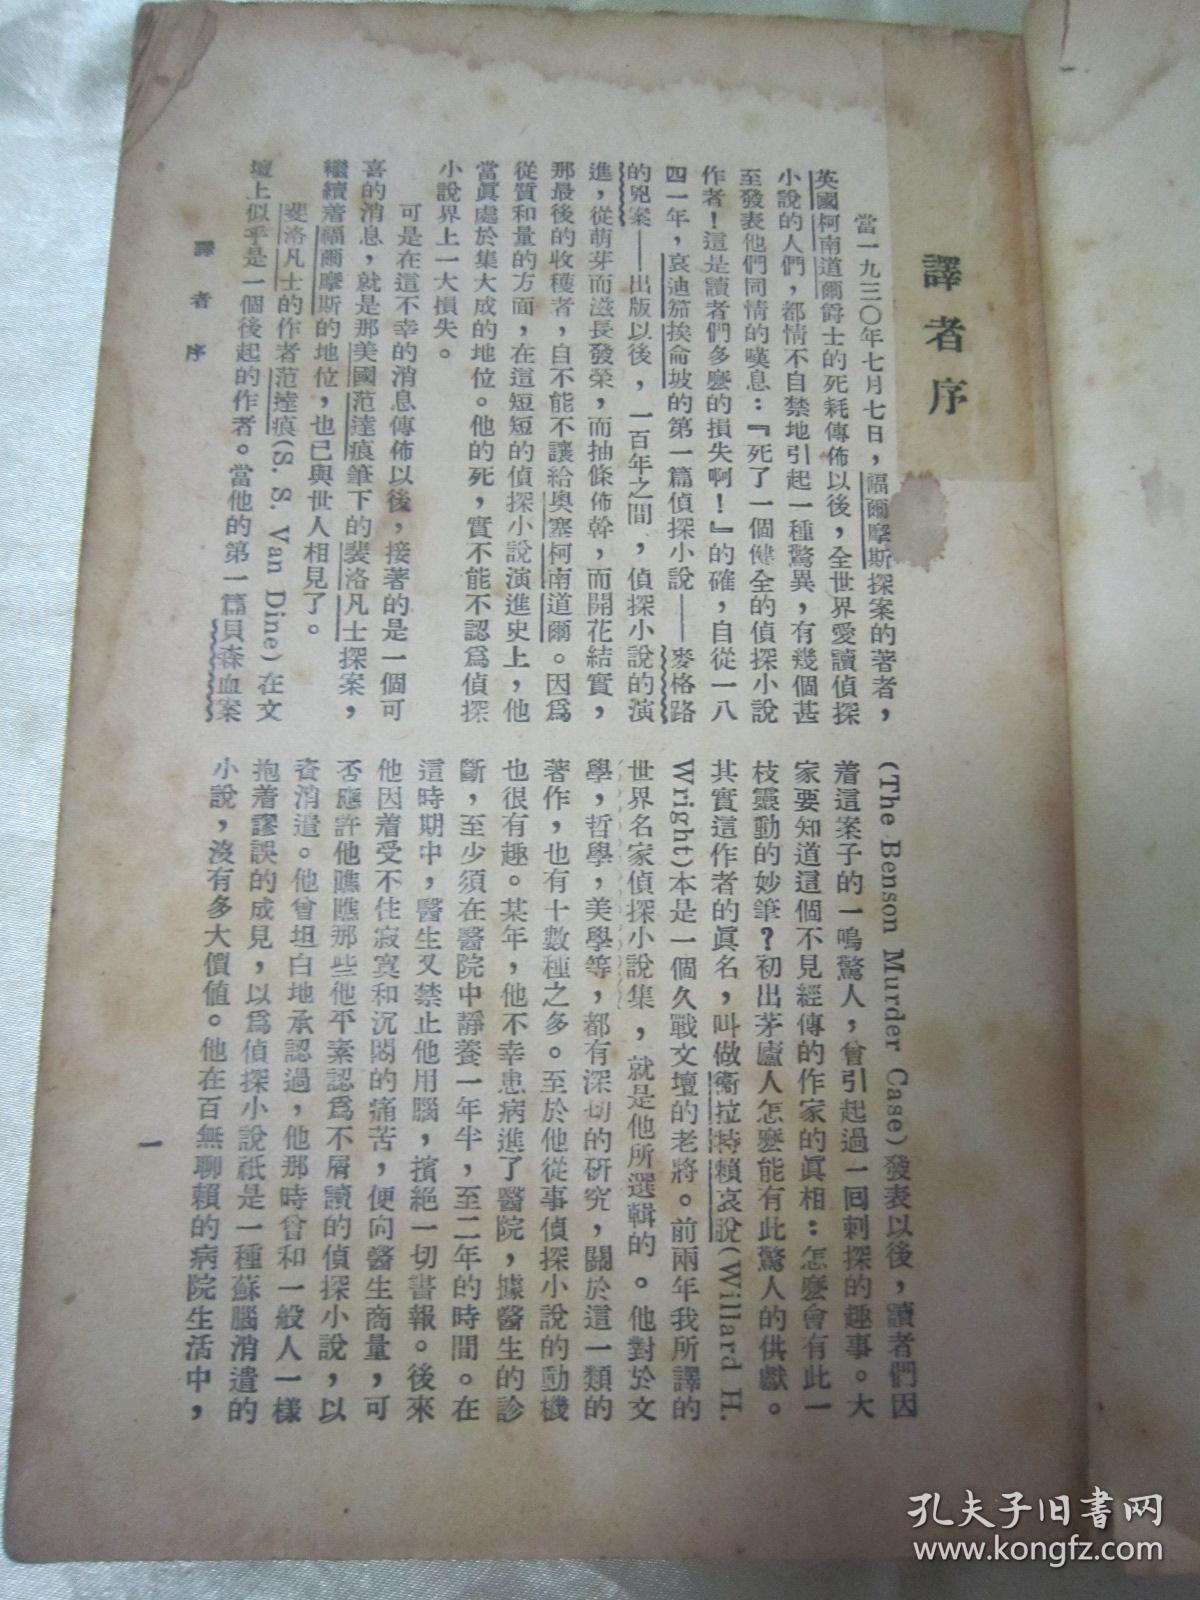 譯者序
當一九三〇年七月七日，福爾摩斯探案的著者，
英國柯南道爾爵士的死耗傳佈以後，全世界愛讀偵探
小說的人們，都情不自禁地引起一種驚異，有幾個甚
至發表他們同情的嘆息：『死了一個健全的偵探小說
作者！這是讀者們多麼的損失啊！』的確，自從一八
四一年，哀迪笳挨侖坡的第一篇偵探小說——麥格路
的兇案——出版以後，一百年之間，偵探小說的演
進，從萌芽而滋長發榮，而抽條佈幹，而開花結實，
那最後的收穫者，自不能不讓給奧塞柯南道爾。因爲
從質和量的方面，在這短短的偵探小說演進史上，他
當眞處於集大成的地位。他的死，實不能不認爲偵探
小說界上一大損失。
可是在這不幸的消息傳佈以後，接著的是一個可
喜的消息，就是那美國范達痕筆下的裴洛凡士探案，
繼續着福爾摩斯的地位，也已與世人相見了。
斐洛凡士的作者范達痕(S. S. Van Dine)在文
壇上似乎是一個後起的作者。當他的第一篇貝森血案
(The Benson Murder Case)發表以後，讀者們因
着這案子的一鳴驚人，曾引起過一回刺探的趣事。大
家要知道這個不見經傳的作家的眞相：怎麼會有此一
枝靈動的妙筆？初出茅廬人怎麼能有此驚人的供獻。
其實這作者的眞名，叫做衞拉特賴哀說(Willard H.
Wright)本是一個久戰文壇的老將。前兩年我所譯的
世界名家偵探小說集，就是他所選輯的。他對於文
學，哲學，美學等，都有深切的研究，關於這一類的
著作，也有十數種之多。至於他從事偵探小說的動機
也很有趣。某年，他不幸患病進了醫院，據醫生的診
斷，至少須在醫院中靜養一年半，至二年的時間。在
這時期中，醫生又禁止他用腦，擯絕一切書報。後來
他因着受不住寂寞和沉悶的痛苦，便向醫生商量，可
否應許他瞧瞧那些他平素認爲不屑讀的偵探小說，以
資消遣。他曾坦白地承認過，他那時曾和一般人一樣
抱着謬誤的成見，以爲偵探小說祇是一種蘇腦消遣的
小說，沒有多大價值。他在百無聊賴的病院生活中，
譯者序
一
孔夫子旧书网
www.kongfz.com